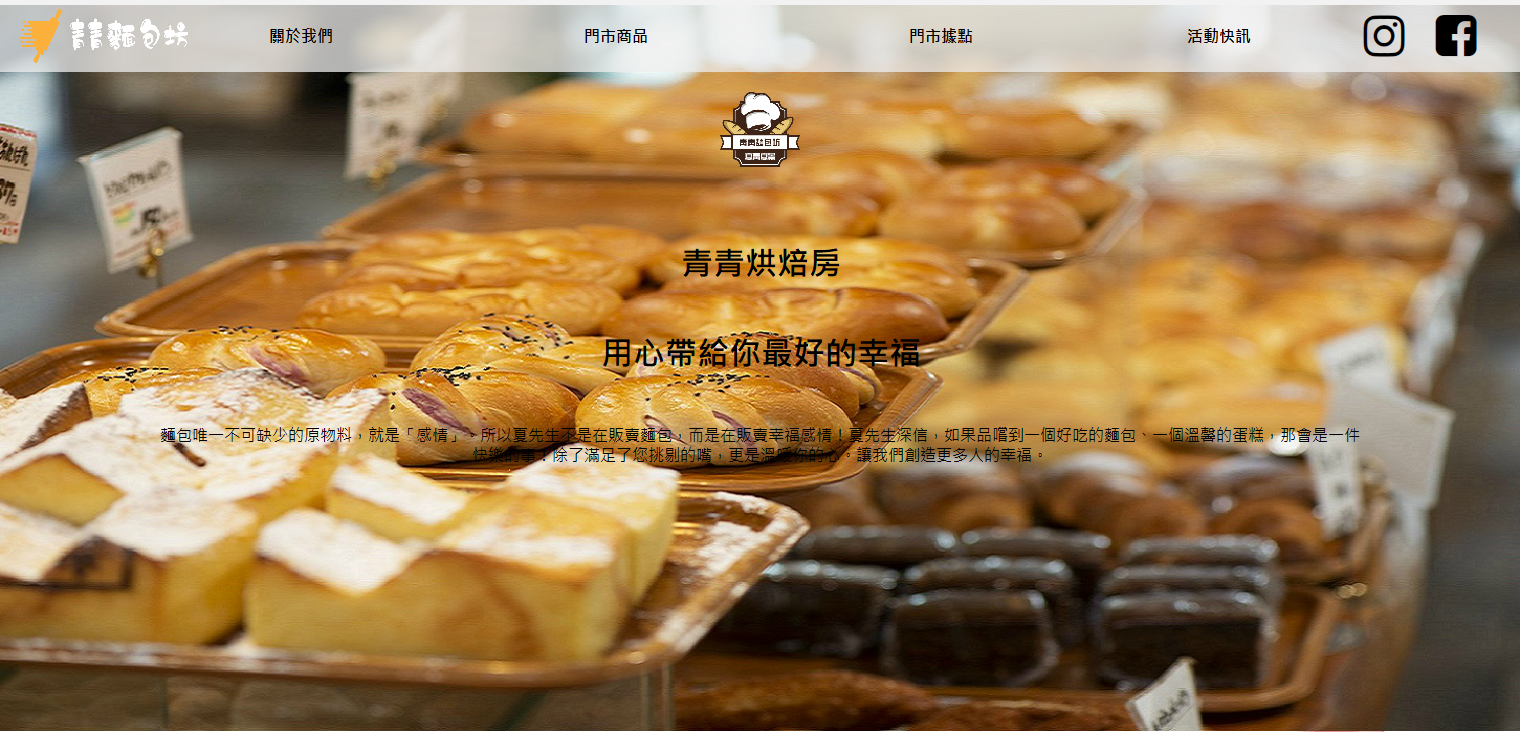 青青麵包坊
關於我們
門市商品
門市據點
活動快訊
青青麵包坊
青青烘焙房
用心帶給你最好的幸福
麵包唯一不可缺少的原物料，就是「感情」。所以夏先生不是在販賣麵包，而是在販賣幸福感情！夏先生深信，如果品嚐到一個好吃的麵包、一個溫馨的蛋糕，那會是一件
快樂的事！除了滿足了您挑剔的嘴，更是溫暖你的心。讓我們創造更多人的幸福。